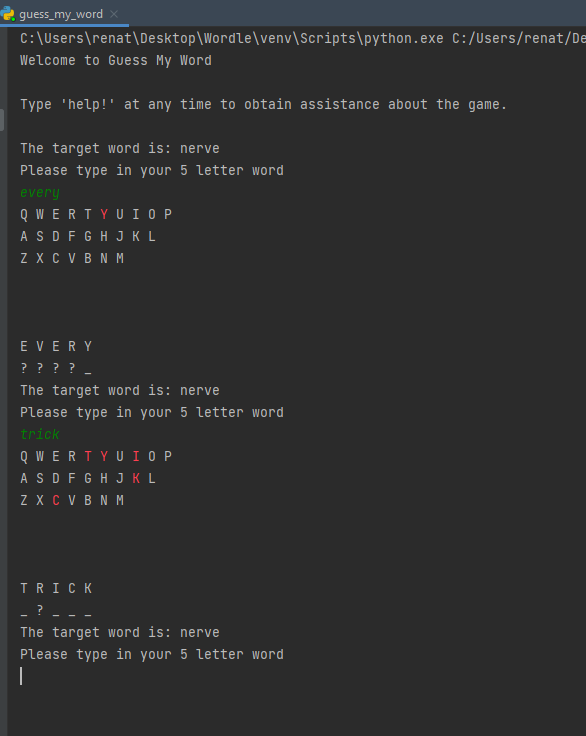 guess_my_word
C:\Users\renat\Desktop\Wordle\venv\Scripts\python.exe C:/Users/renat/De
Welcome to Guess My Word
Type 'help!' at any time to obtain assistance about the game.
The target word is: nerve
Please type in your 5 letter word
every
Q W E R T Y U I O P
A S D F G H J K L
Z X C V B N M
E V E R Y
? ? ? ? _
The target word is: nerve
Please type in your 5 letter word
trick
Q W E R T Y U I O P
A S D F G H J K L
Z X C V B N M
T R I C K
_ ? _ _ _
The target word is: nerve
Please type in your 5 letter word